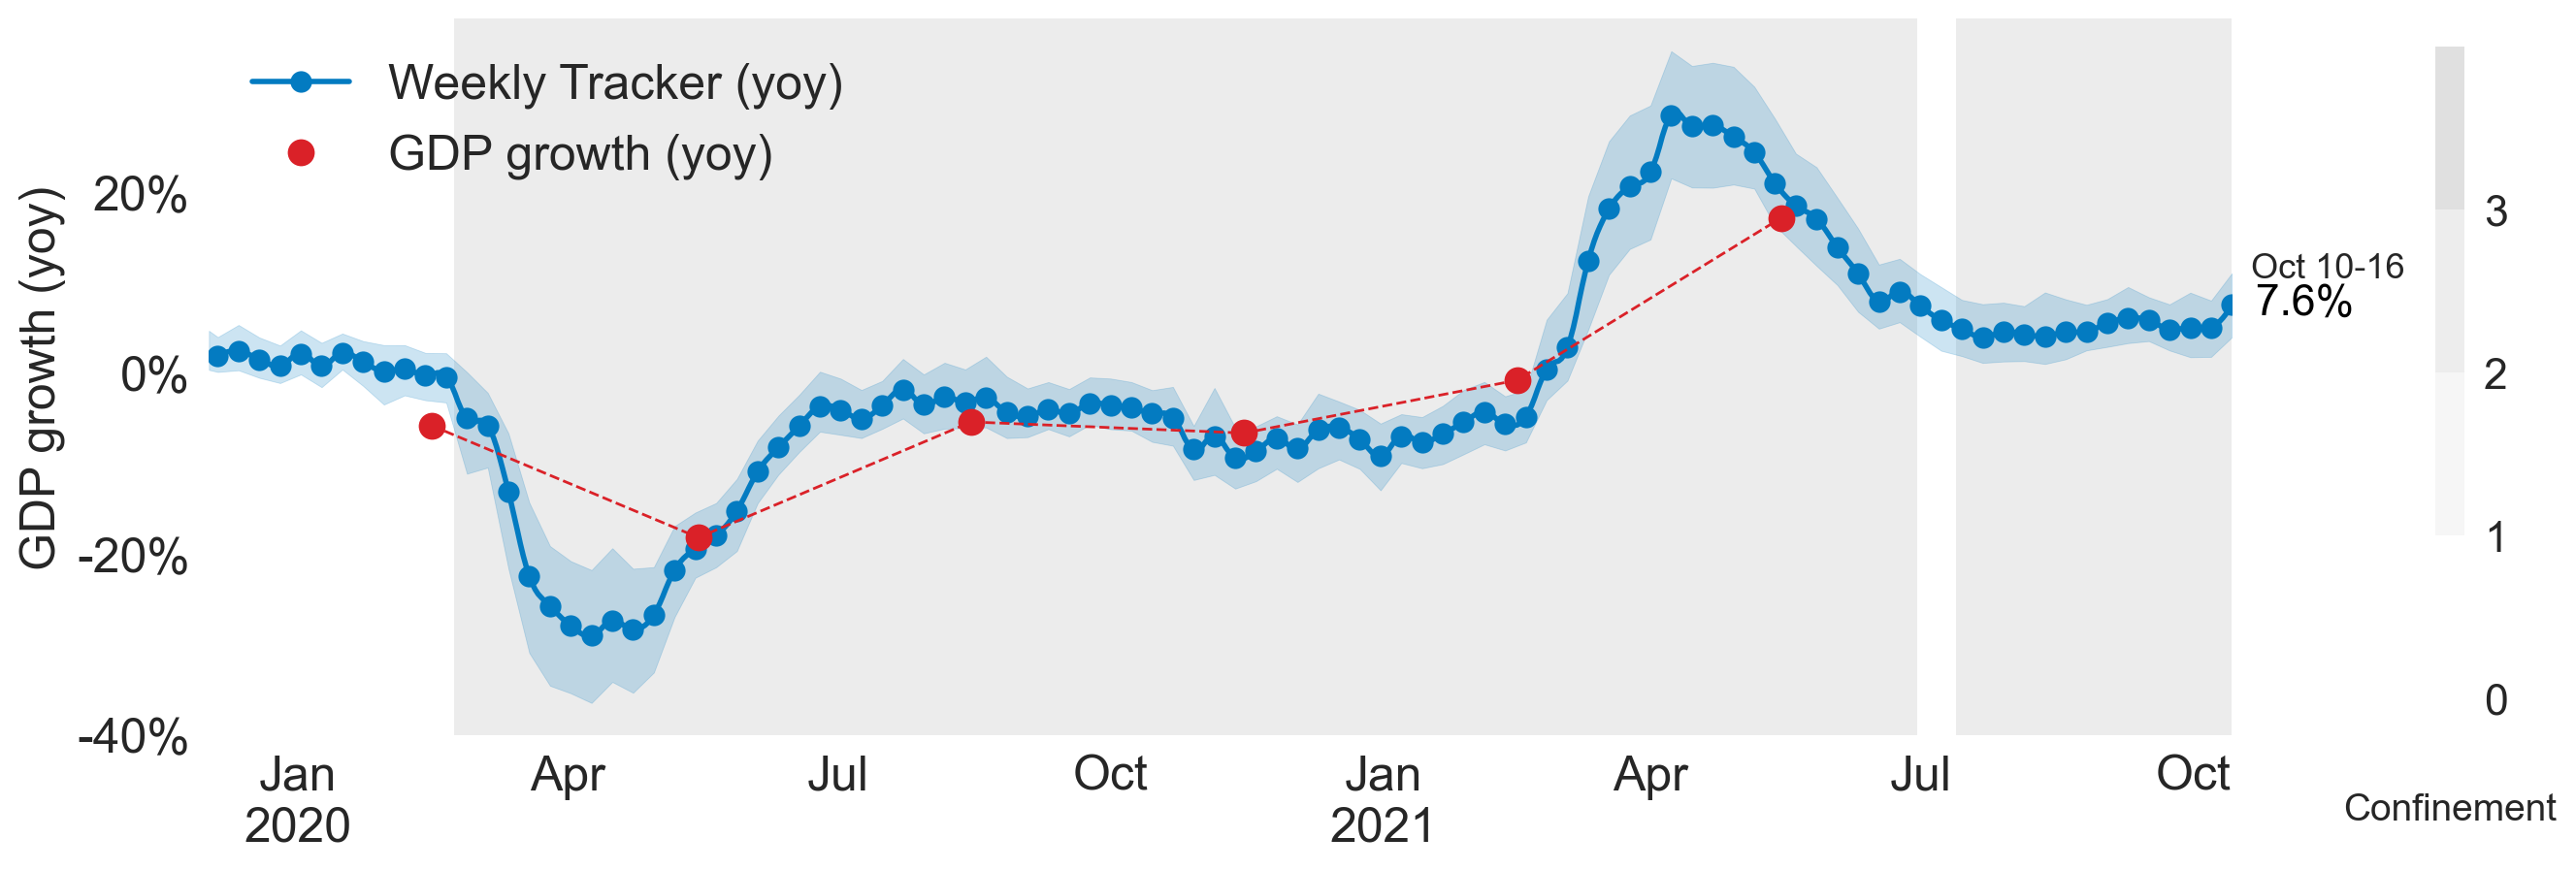 Weekly Tracker (yoy)
GDP growth (yoy)
GDP growth (yoy)
20%
0%
-20%
-40%
Jan
2020
Apr
Jul
Oct
Jan
2021
Apr
Jul
Oct
Oct 10-16
7.6%
3
2
1
0
Confinement